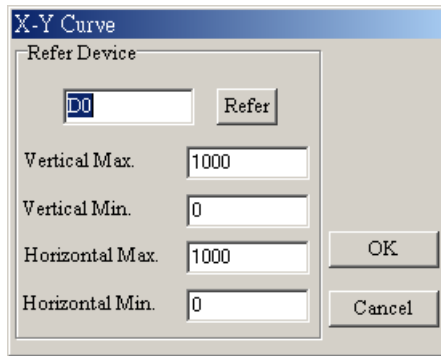 X-Y Curve
Refer Device
D0 Refer
Vertical Max. 1000
Vertical Min. 0
Horizontal Max. 1000 OK
Horizontal Min. 0 Cancel